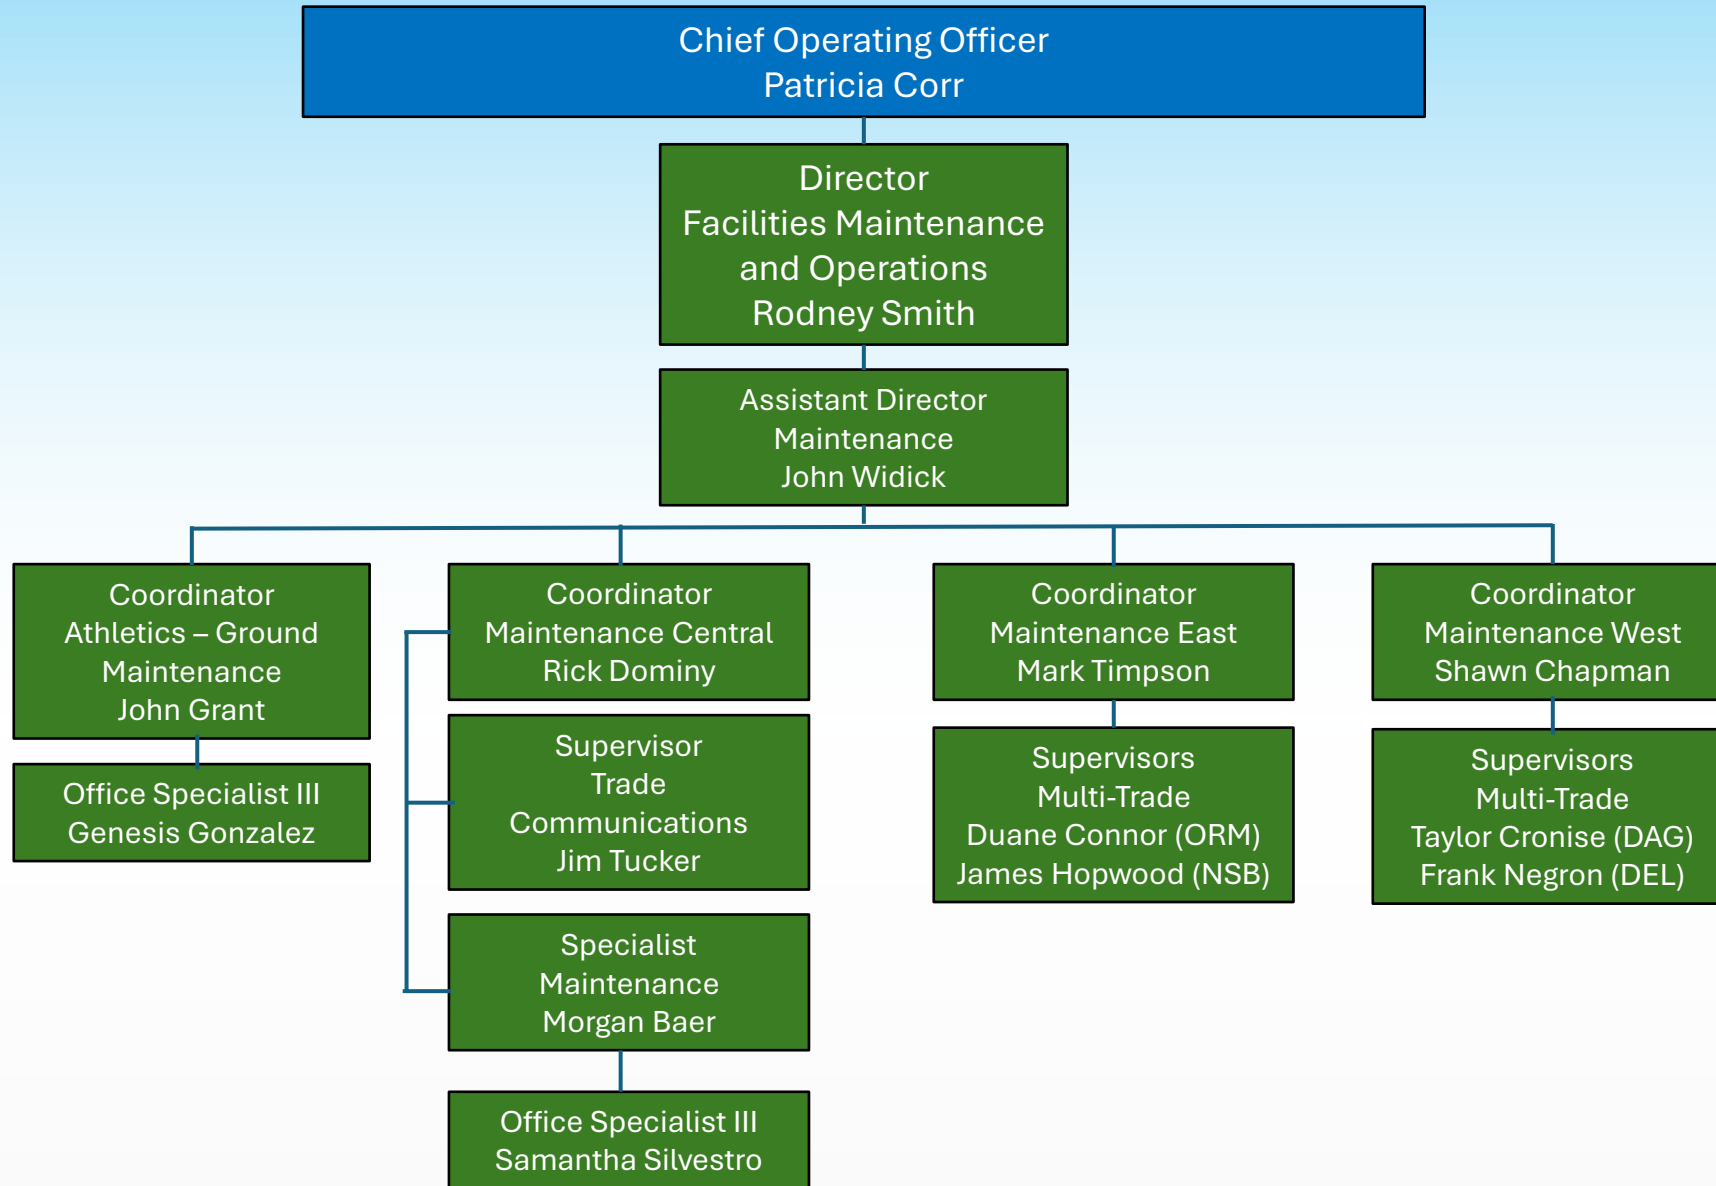 Chief Operating Officer
Patricia Corr
Director
Facilities Maintenance
and Operations
Rodney Smith
Assistant Director
Maintenance
John Widick
Coordinator
Athletics – Ground
Maintenance
John Grant
Office Specialist III
Genesis Gonzalez
Coordinator
Maintenance Central
Rick Dominy
Supervisor
Trade
Communications
Jim Tucker
Specialist
Maintenance
Morgan Baer
Office Specialist III
Samantha Silvestro
Coordinator
Maintenance East
Mark Timpson
Supervisors
Multi-Trade
Duane Connor (ORM)
James Hopwood (NSB)
Coordinator
Maintenance West
Shawn Chapman
Supervisors
Multi-Trade
Taylor Cronise (DAG)
Frank Negron (DEL)